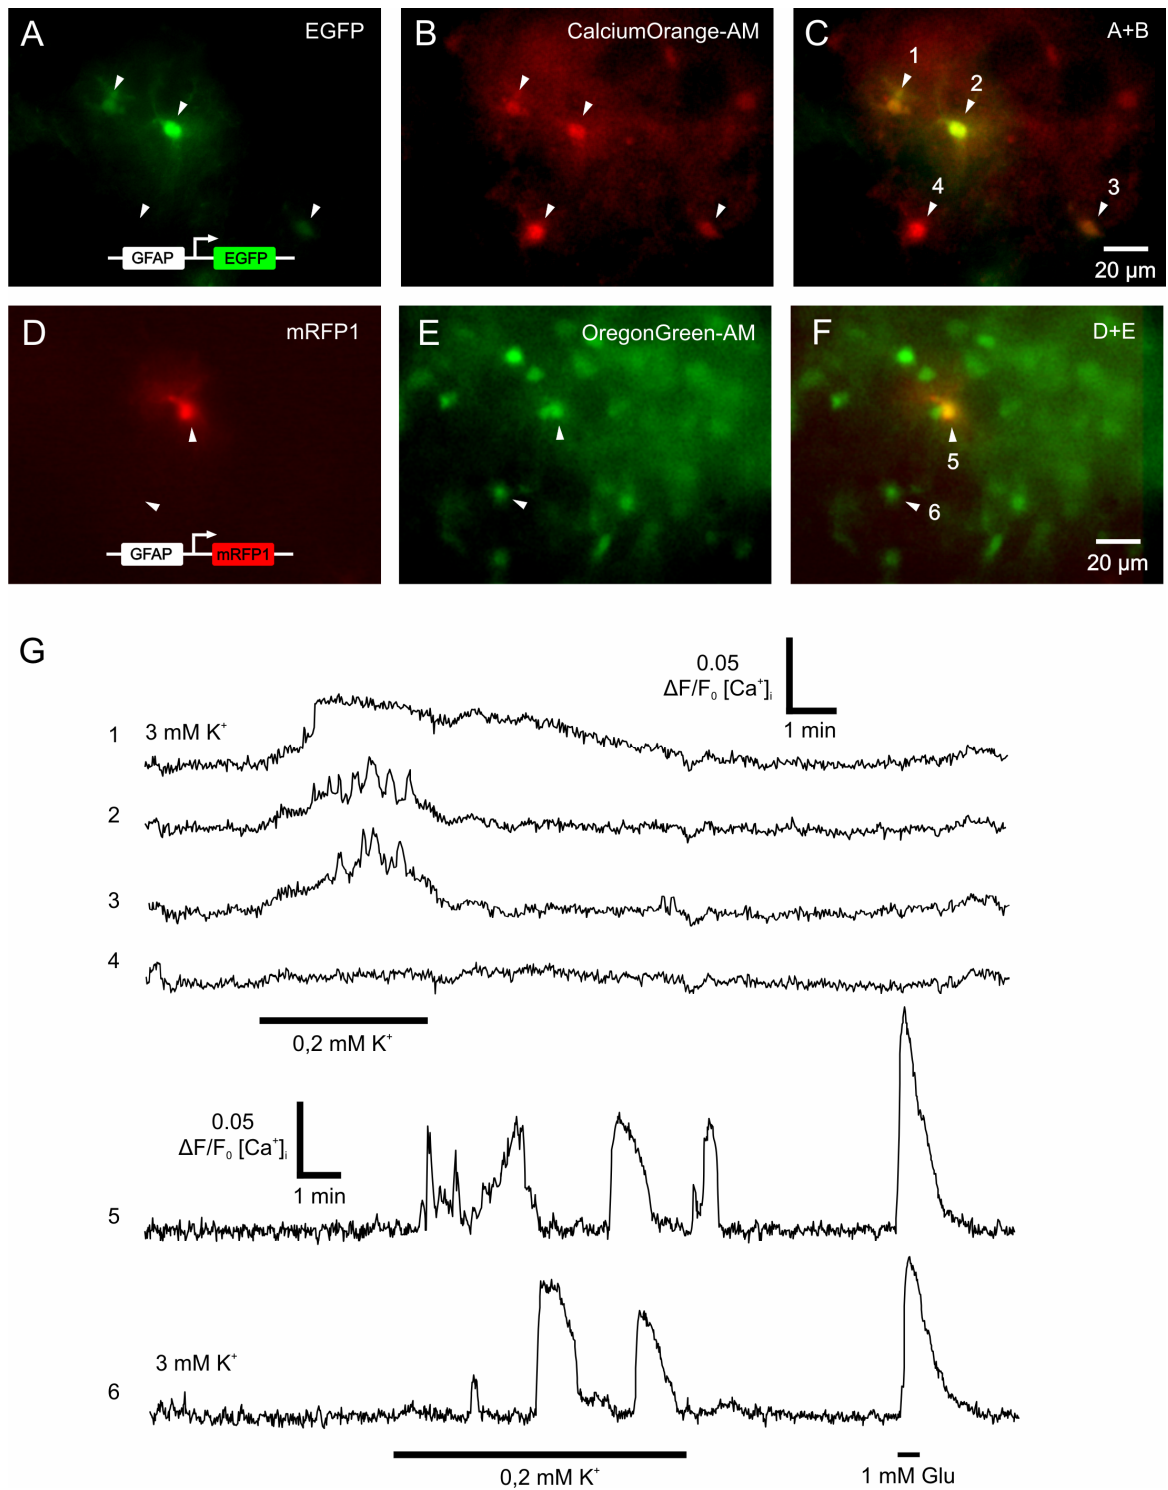 A EGFP
GFAP EGFP
B CalciumOrange-AM
C A+B
1
2
4
3
20 µm
D mRFP1
GFAP mRFP1
E OregonGreen-AM
F D+E
5
6
20 µm
G
0.05
ΔF/F₀ [Ca⁺]ᵢ
1 min
1
3 mM K⁺
2
3
4
0,2 mM K⁺
0.05
ΔF/F₀ [Ca⁺]ᵢ
1 min
5
3 mM K⁺
6
0,2 mM K⁺
1 mM Glu